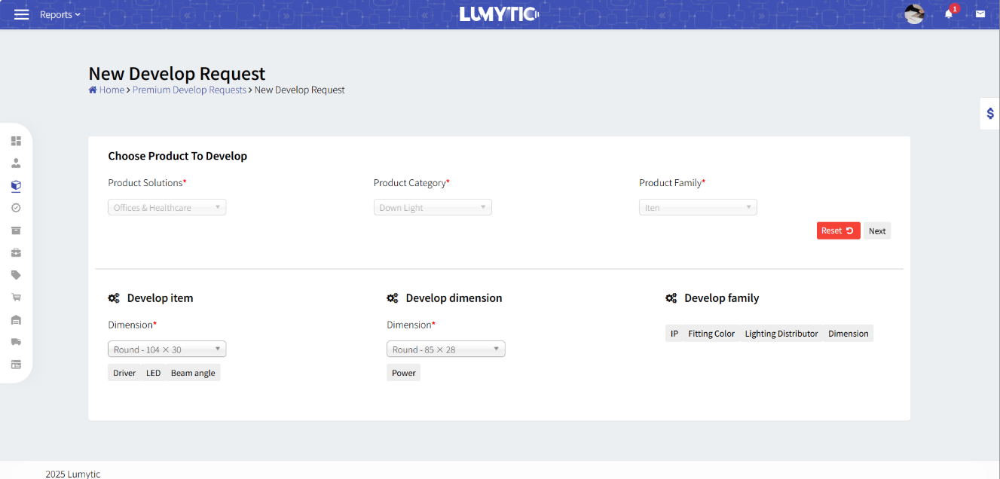 Reports
LUMYTIC
1
New Develop Request
Home > Premium Develop Requests > New Develop Request
$
Choose Product To Develop
Product Solutions* Product Category* Product Family*
Offices & Healthcare Down Light Iten
Reset Next
Develop item Develop dimension Develop family
Dimension* Dimension*
IP Fitting Color Lighting Distributor Dimension
Round - 104 × 30 Round - 85 × 28
Driver LED Beam angle Power
2025 Lumytic